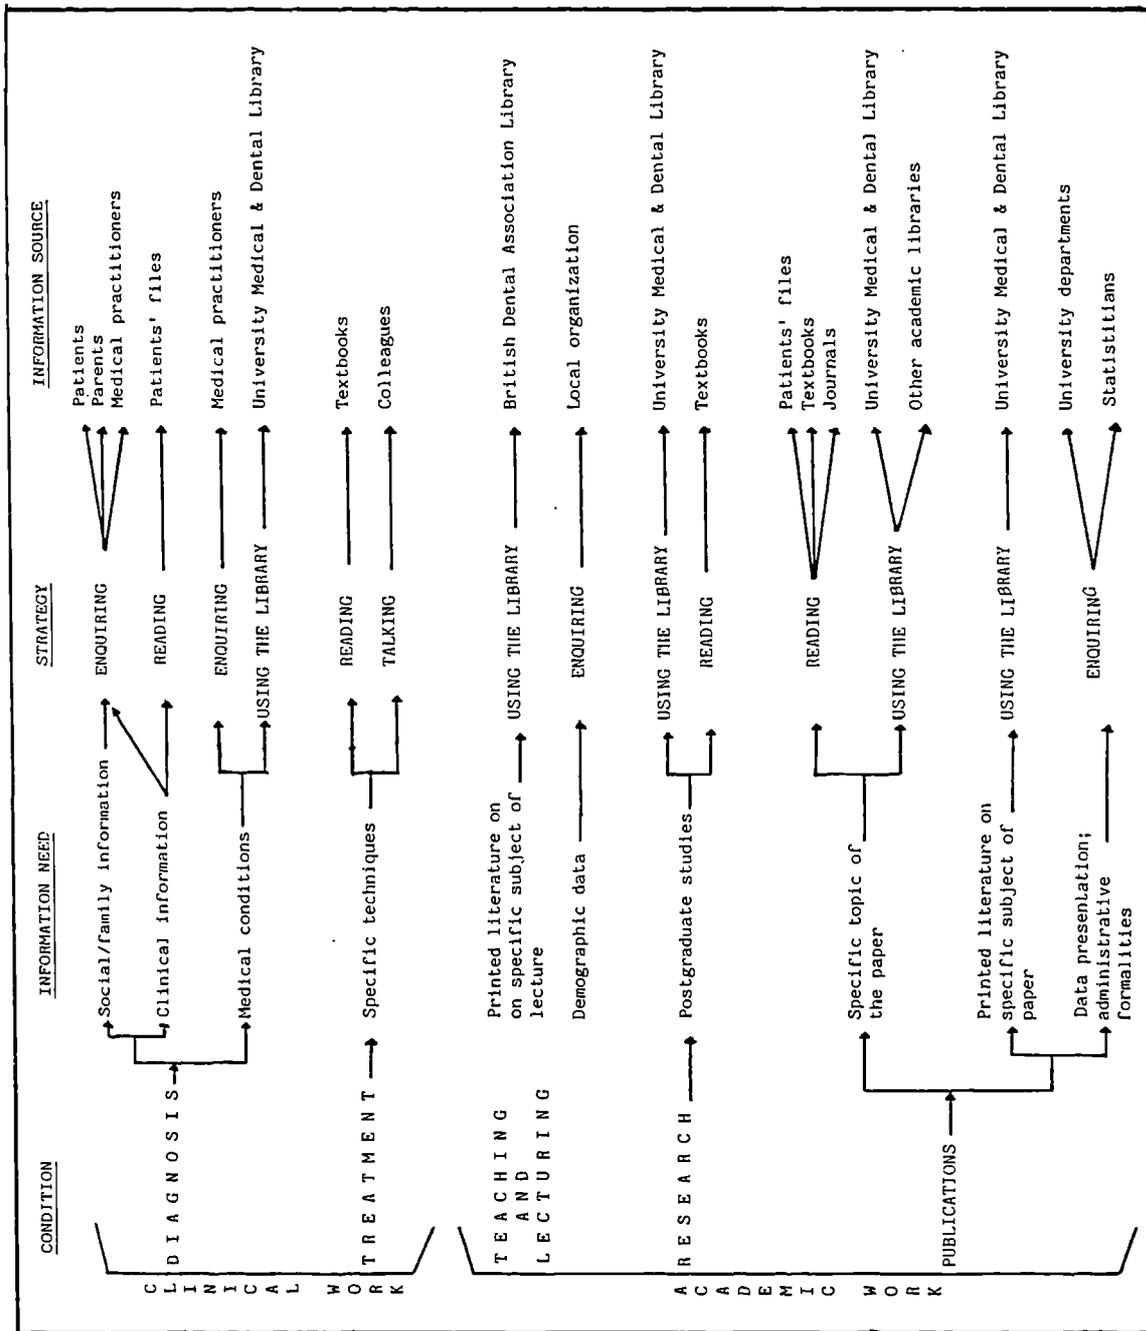 CONDITION
INFORMATION NEED
STRATEGY
INFORMATION SOURCE
CLINICAL WORK
DIAGNOSIS
Social/family information
ENQUIRING
Patients
Parents
Medical practitioners
Clinical information
READING
Patients' files
Medical conditions
ENQUIRING
Medical practitioners
USING THE LIBRARY
University Medical & Dental Library
TREATMENT
Specific techniques
READING
Textbooks
TALKING
Colleagues
ACADEMIC WORK
TEACHING
AND
LECTURING
Printed literature on
on specific subject of
lecture
USING THE LIBRARY
British Dental Association Library
Demographic data
ENQUIRING
Local organization
RESEARCH
Postgraduate studies
USING THE LIBRARY
University Medical & Dental Library
READING
Textbooks
PUBLICATIONS
Specific topic of
the paper
READING
Patients' files
Textbooks
Journals
USING THE LIBRARY
University Medical & Dental Library
Other academic libraries
Printed literature on
specific subject of
paper
USING THE LIBRARY
University Medical & Dental Library
Data presentation;
administrative
formalities
ENQUIRING
University departments
Statistitians